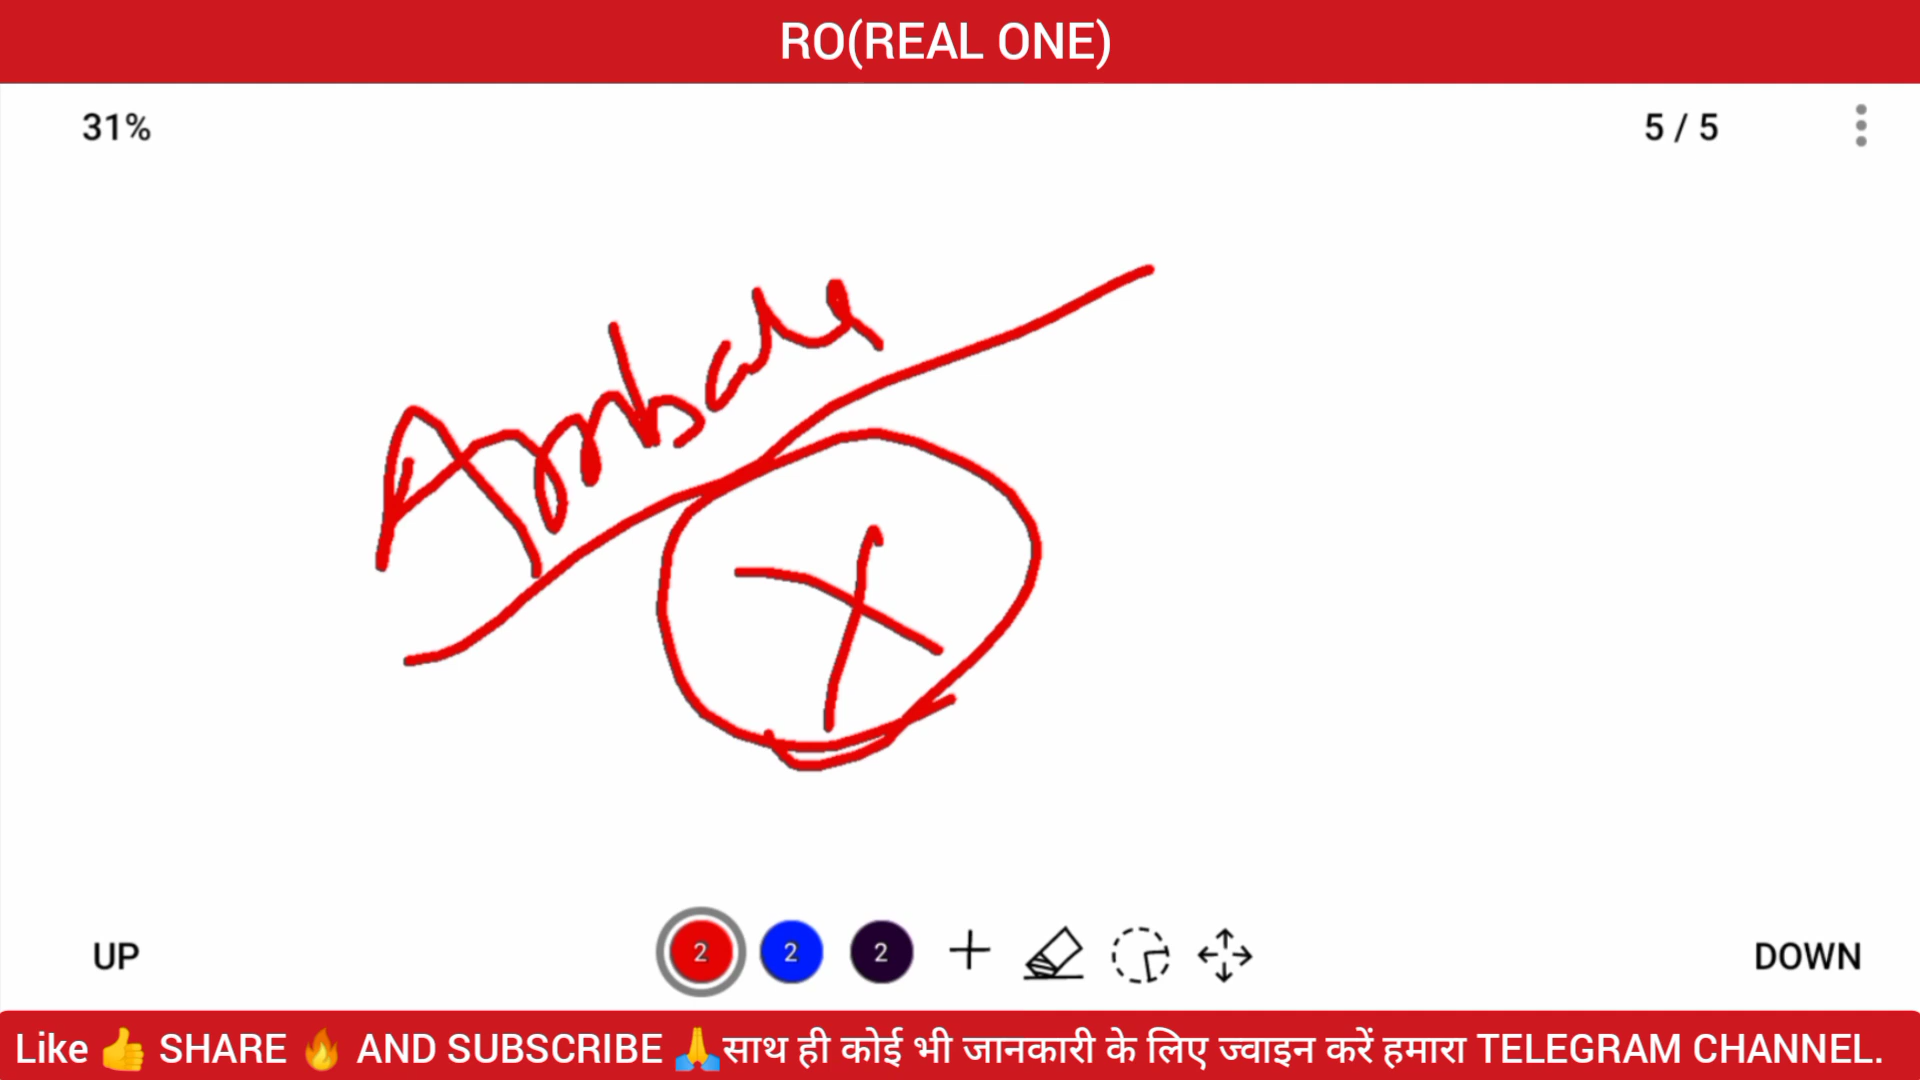 RO(REAL ONE)
31%
5 / 5
Ambala
X
UP
2 2 2
DOWN
Like 👍 SHARE 🔥 AND SUBSCRIBE 🙏साथ ही कोई भी जानकारी के लिए ज्वाइन करें हमारा TELEGRAM CHANNEL.